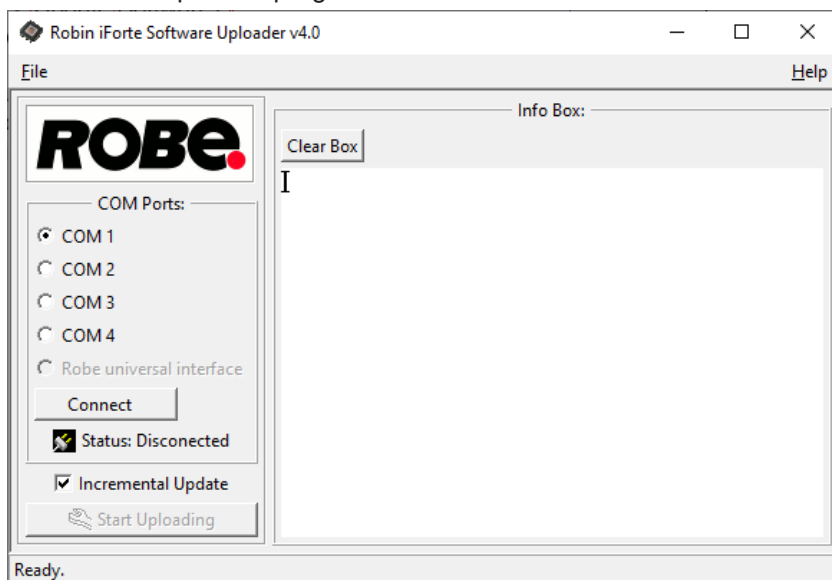 Robin iForte Software Uploader v4.0
File Help
ROBE
Info Box:
Clear Box
COM Ports:
COM 1
COM 2
COM 3
COM 4
Robe universal interface
Connect
Status: Disconected
Incremental Update
Start Uploading
Ready.